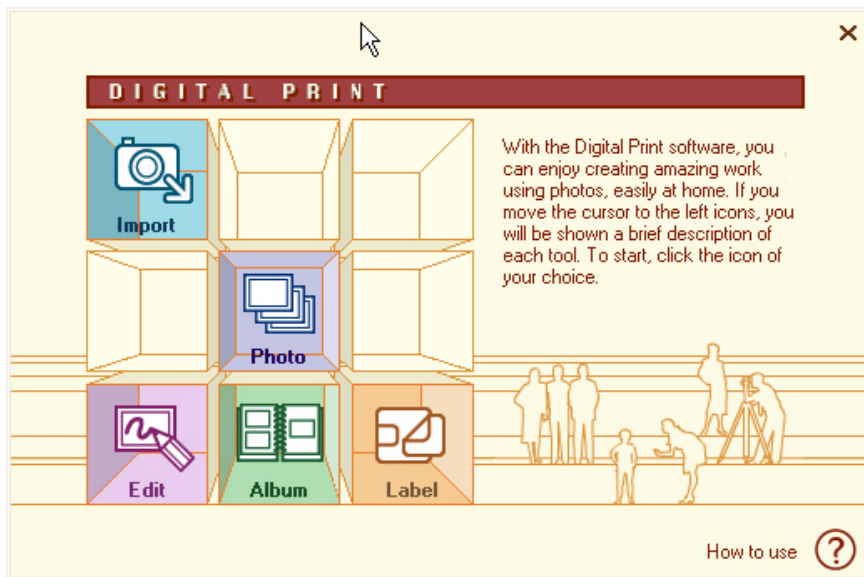 DIGITAL PRINT
Import
With the Digital Print software, you
can enjoy creating amazing work
using photos, easily at home. If you
move the cursor to the left icons, you
will be shown a brief description of
each tool. To start, click the icon of
your choice.
Photo
Edit
Album
Label
How to use ?